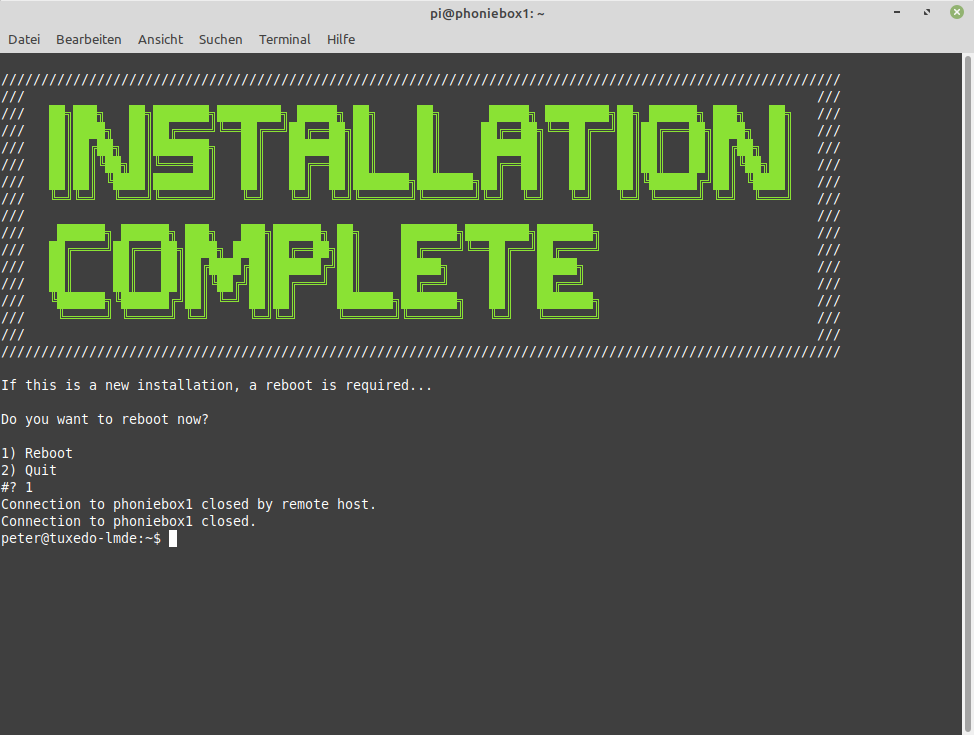 pi@phoniebox1: ~
Datei Bearbeiten Ansicht Suchen Terminal Hilfe
/////////////////////////////////////////////////////////////////////////////////////////////////////////
/// ///
/// INSTALLATION ///
/// ///
/// ///
/// ///
/// ///
/// ///
/// ///
/// COMPLETE ///
/// ///
/// ///
/// ///
/// ///
/// ///
/// ///
/////////////////////////////////////////////////////////////////////////////////////////////////////////
If this is a new installation, a reboot is required...
Do you want to reboot now?
1) Reboot
2) Quit
#? 1
Connection to phoniebox1 closed by remote host.
Connection to phoniebox1 closed.
peter@tuxedo-lmde:~$